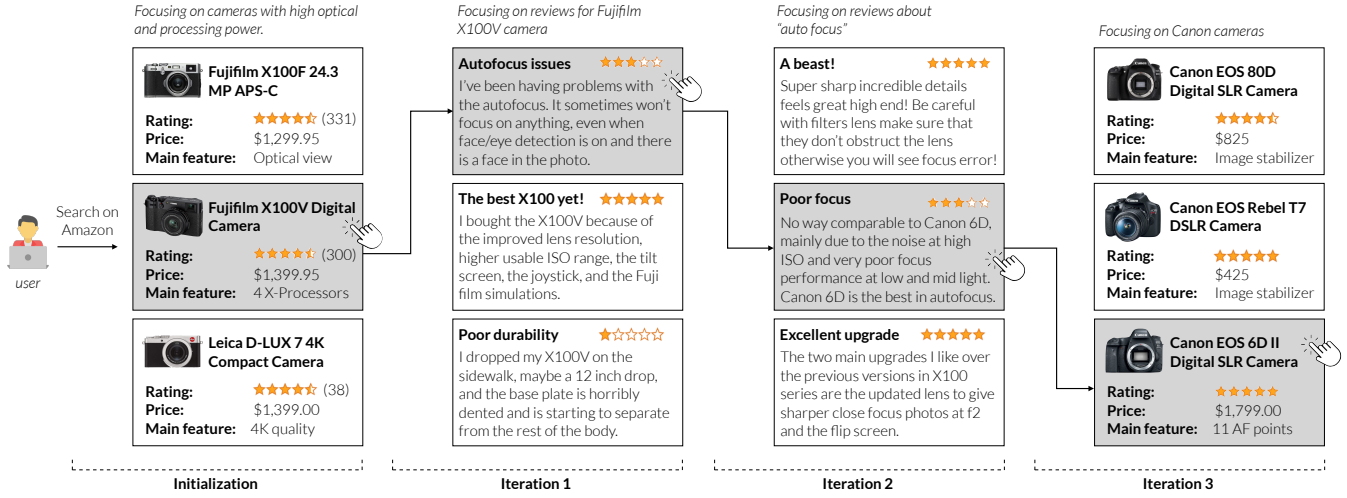 Focusing on cameras with high optical
and processing power.
Fujifilm X100F 24.3
MP APS-C
Rating: (331)
Price: $1,299.95
Main feature: Optical view
Search on
Amazon
user
Fujifilm X100V Digital
Camera
Rating: (300)
Price: $1,399.95
Main feature: 4 X-Processors
Leica D-LUX 7 4K
Compact Camera
Rating: (38)
Price: $1,399.00
Main feature: 4K quality
Initialization
Focusing on reviews for Fujifilm
X100V camera
Autofocus issues
I've been having problems with
the autofocus. It sometimes won't
focus on anything, even when
face/eye detection is on and there
is a face in the photo.
The best X100 yet!
I bought the X100V because of
the improved lens resolution,
higher usable ISO range, the tilt
screen, the joystick, and the Fuji
film simulations.
Poor durability
I dropped my X100V on the
sidewalk, maybe a 12 inch drop,
and the base plate is horribly
dented and is starting to separate
from the rest of the body.
Iteration 1
Focusing on reviews about
"auto focus"
A beast!
Super sharp incredible details
feels great high end! Be careful
with filters lens make sure that
they don't obstruct the lens
otherwise you will see focus error!
Poor focus
No way comparable to Canon 6D,
mainly due to the noise at high
ISO and very poor focus
performance at low and mid light.
Canon 6D is the best in autofocus.
Excellent upgrade
The two main upgrades I like over
the previous versions in X100
series are the updated lens to give
sharper close focus photos at f2
and the flip screen.
Iteration 2
Focusing on Canon cameras
Canon EOS 80D
Digital SLR Camera
Rating:
Price: $825
Main feature: Image stabilizer
Canon EOS Rebel T7
DSLR Camera
Rating:
Price: $425
Main feature: Image stabilizer
Canon EOS 6D II
Digital SLR Camera
Rating:
Price: $1,799.00
Main feature: 11 AF points
Iteration 3